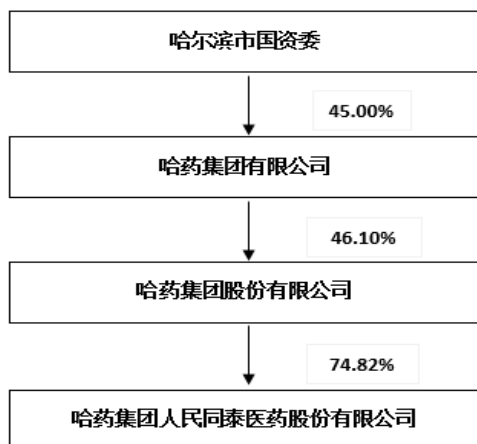 哈尔滨市国资委
45.00%
哈药集团有限公司
46.10%
哈药集团股份有限公司
74.82%
哈药集团人民同泰医药股份有限公司